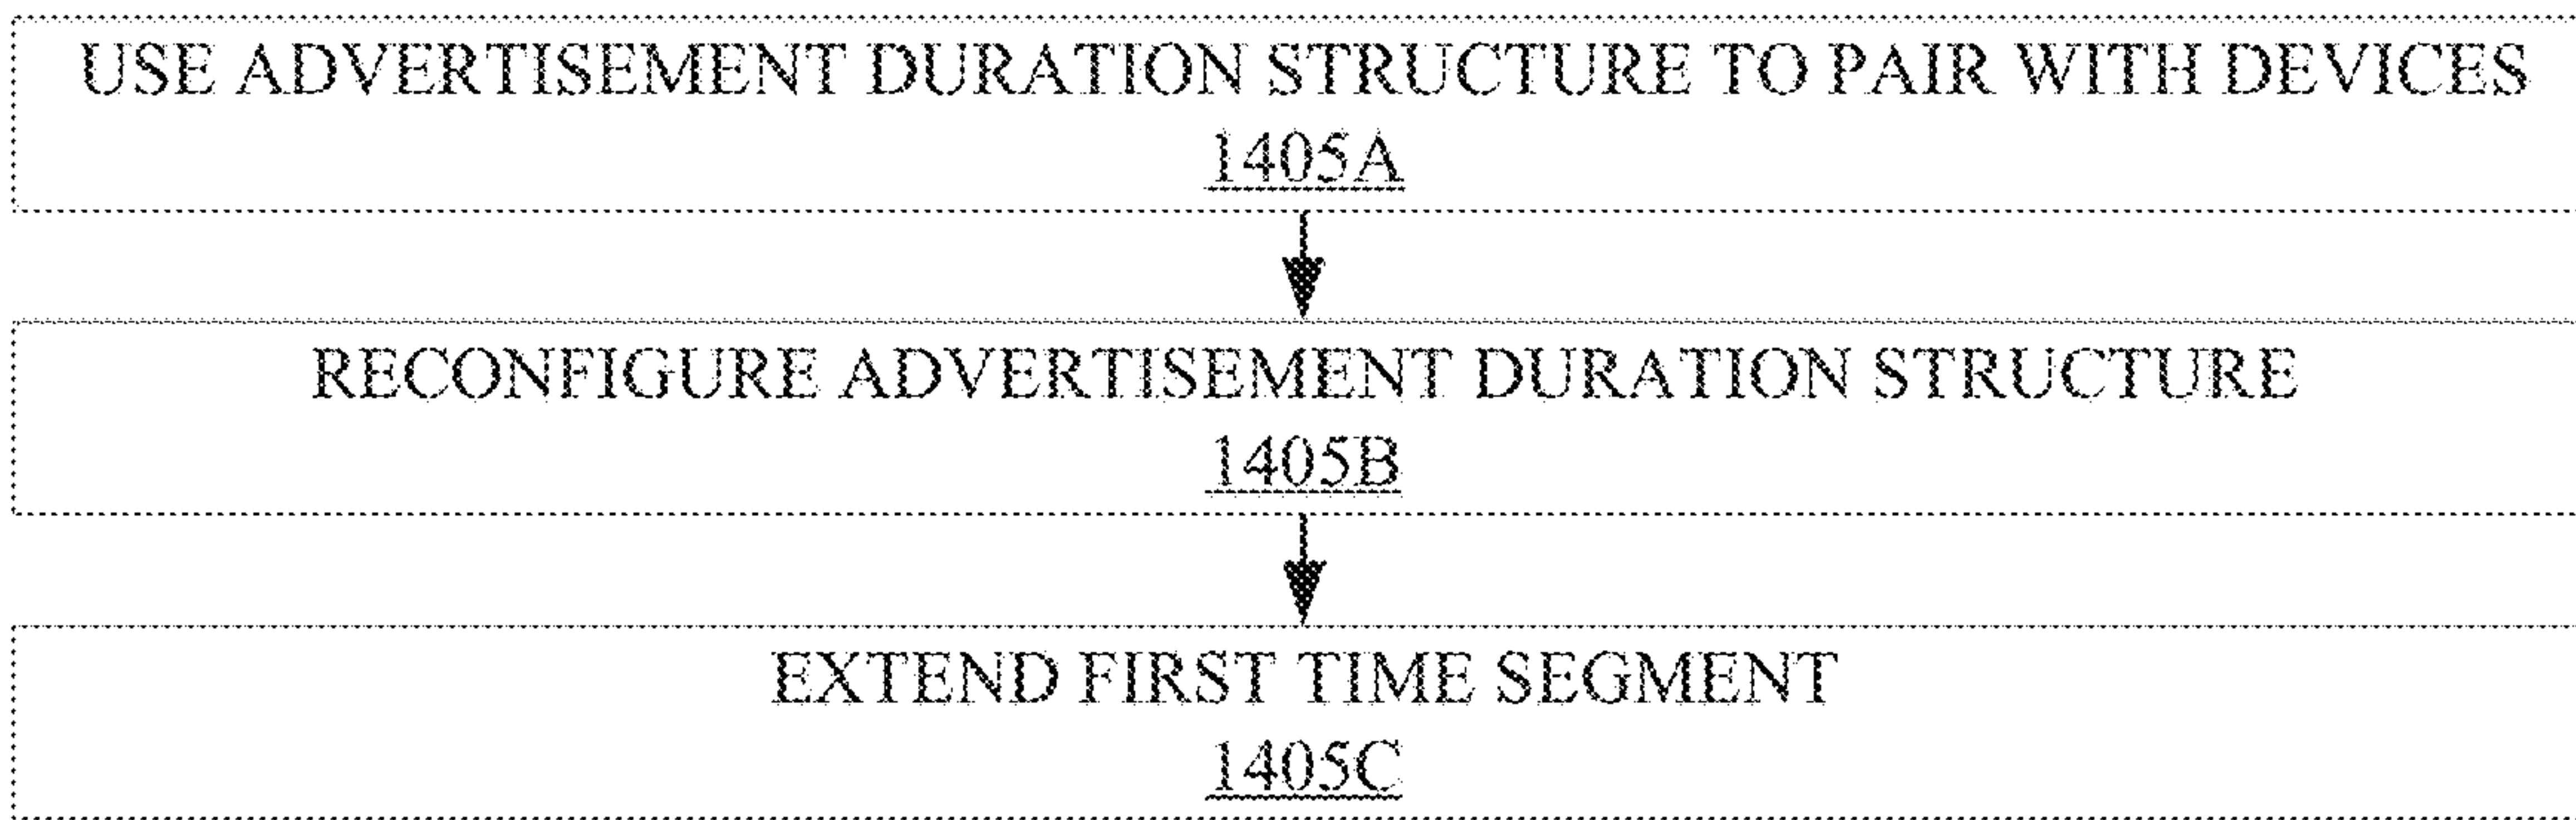 USE ADVERTISEMENT DURATION STRUCTURE TO PAIR WITH DEVICES
1405A
RECONFIGURE ADVERTISEMENT DURATION STRUCTURE
1405B
EXTEND FIRST TIME SEGMENT
1405C